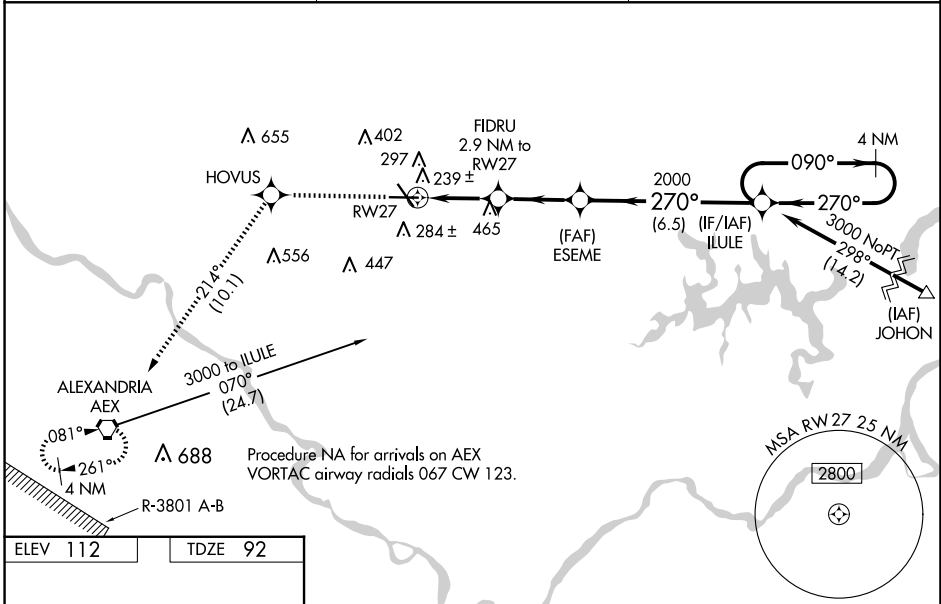 655
402
297
239 ±
FIDRU
2.9 NM to
RW27
4 NM
090°
HOVUS
RW27
284 ±
465
2000
270°
(6.5)
(IF/IAF)
ILULE
270°
(FAF)
ESEME
3000 NoPT
298°
(14.2)
(IAF)
JOHON
556
447
214°
(10.1)
3000 to ILULE
070°
(24.7)
ALEXANDRIA
AEX
081°
261°
4 NM
688
Procedure NA for arrivals on AEX
VORTAC airway radials 067 CW 123.
R-3801 A-B
MSA RW27 25 NM
2800
ELEV 112
TDZE 92